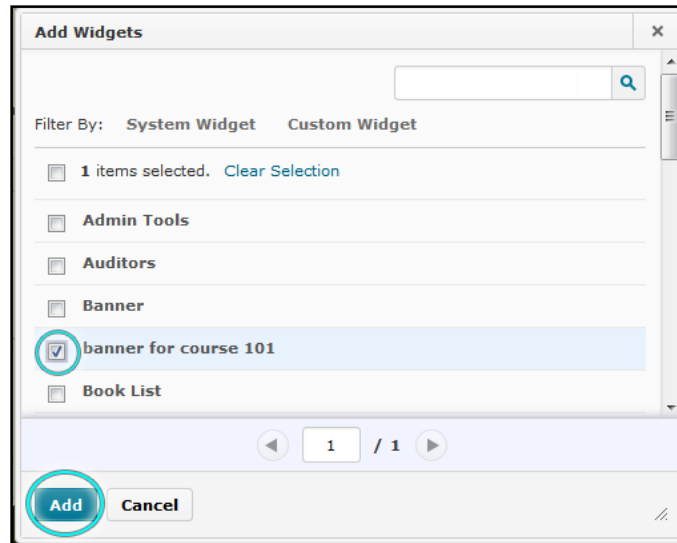 Add Widgets
Filter By: System Widget Custom Widget
1 items selected. Clear Selection
Admin Tools
Auditors
Banner
banner for course 101
Book List
1 / 1
Add Cancel